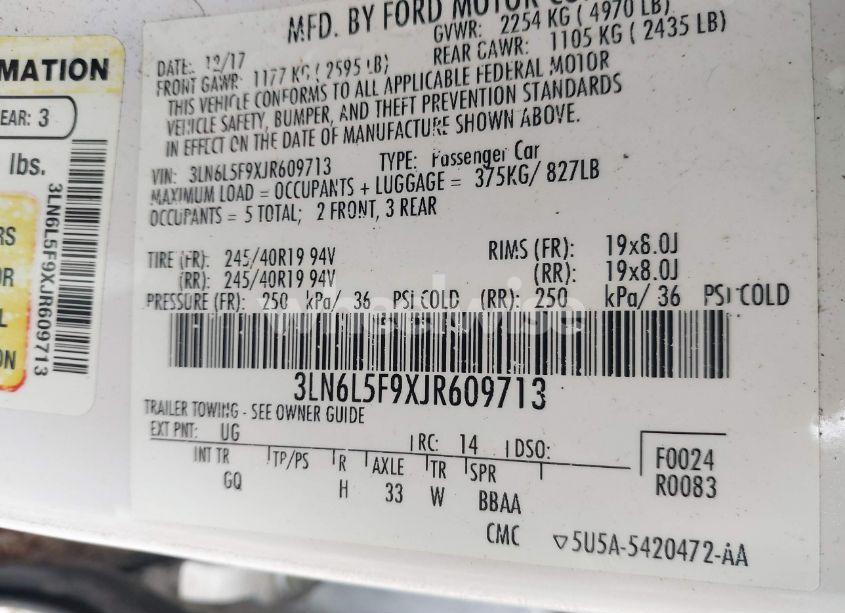 MFD. BY FORD MOTOR CO
DATE: 12/17 GVWR: 2254 KG ( 4970 LB)
FRONT GAWR: 1177 KG ( 2595 LB) REAR GAWR: 1105 KG ( 2435 LB)
THIS VEHICLE CONFORMS TO ALL APPLICABLE FEDERAL MOTOR
VEHICLE SAFETY, BUMPER, AND THEFT PREVENTION STANDARDS
IN EFFECT ON THE DATE OF MANUFACTURE SHOWN ABOVE.
VIN: 3LN6L5F9XJR609713 TYPE: Passenger Car
MAXIMUM LOAD = OCCUPANTS + LUGGAGE = 375KG/ 827LB
OCCUPANTS = 5 TOTAL; 2 FRONT, 3 REAR
TIRE (FR): 245/40R19 94V RIMS (FR): 19x8.0J
(RR): 245/40R19 94V (RR): 19x8.0J
PRESSURE (FR): 250 kPa/ 36 PSI COLD (RR): 250 kPa/ 36 PSI COLD
wheelwise
3LN6L5F9XJR609713
TRAILER TOWING - SEE OWNER GUIDE
EXT PNT: UG RC: 14 DSO:
INT TR TP/PS R AXLE TR SPR F0024
GQ H 33 W BBAA R0083
CMC ▽5U5A-5420472-AA
RMATION
EAR: 3
lbs.
RS
OR
L
ON
3LN6L5F9XJR609713